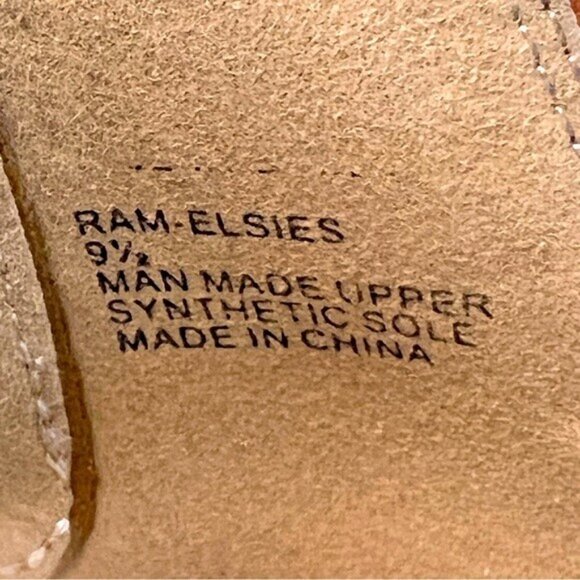 RAM-ELSIES
9½
MAN MADE UPPER
SYNTHETIC SOLE
MADE IN CHINA